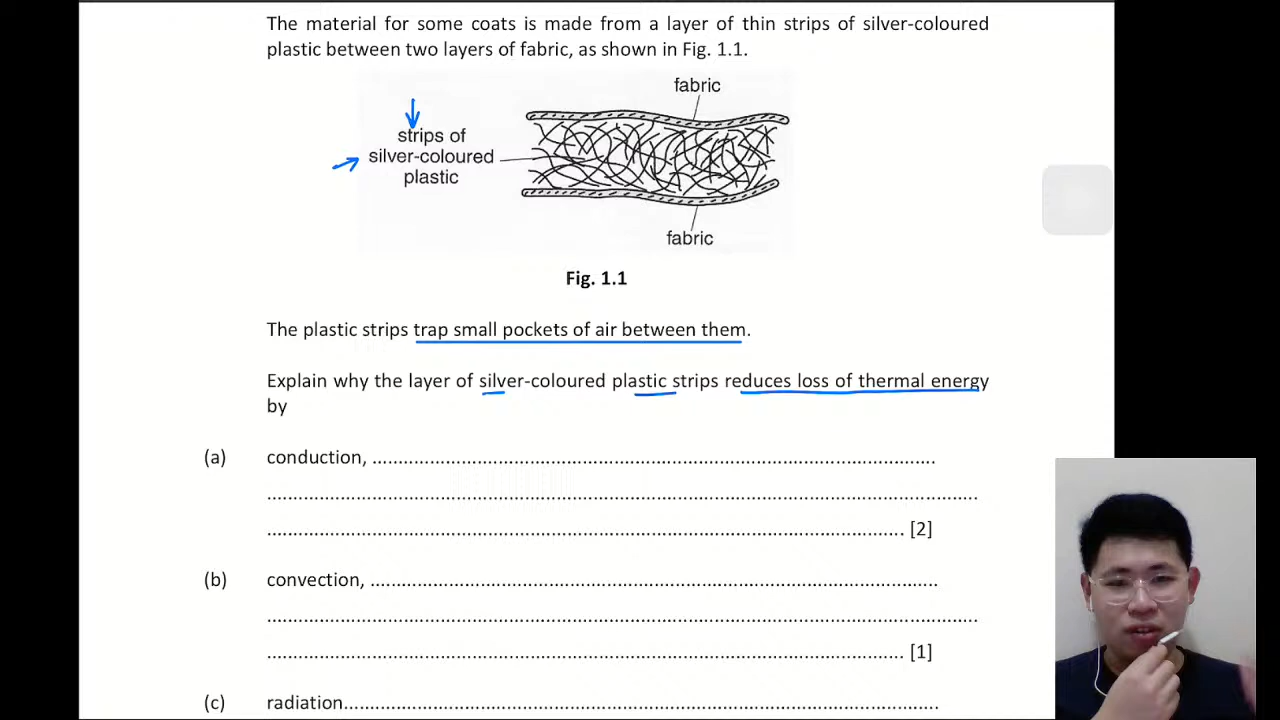 The material for some coats is made from a layer of thin strips of silver-coloured
plastic between two layers of fabric, as shown in Fig. 1.1.
fabric
strips of
silver-coloured
plastic
fabric
Fig. 1.1
The plastic strips trap small pockets of air between them.
Explain why the layer of silver-coloured plastic strips reduces loss of thermal energy
by
(a) conduction, ..............................................................................................................
...........................................................................................................................................
............................................................................................................................ [2]
(b) convection, ...............................................................................................................
...........................................................................................................................................
............................................................................................................................ [1]
(c) radiation....................................................................................................................